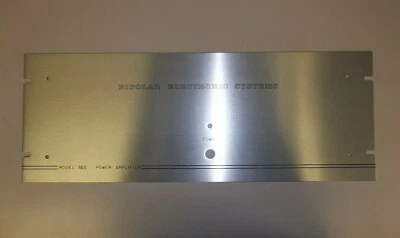 BIPOLAR ELECTRONIC SYSTEMS
MODEL POWER AMPLIFIER